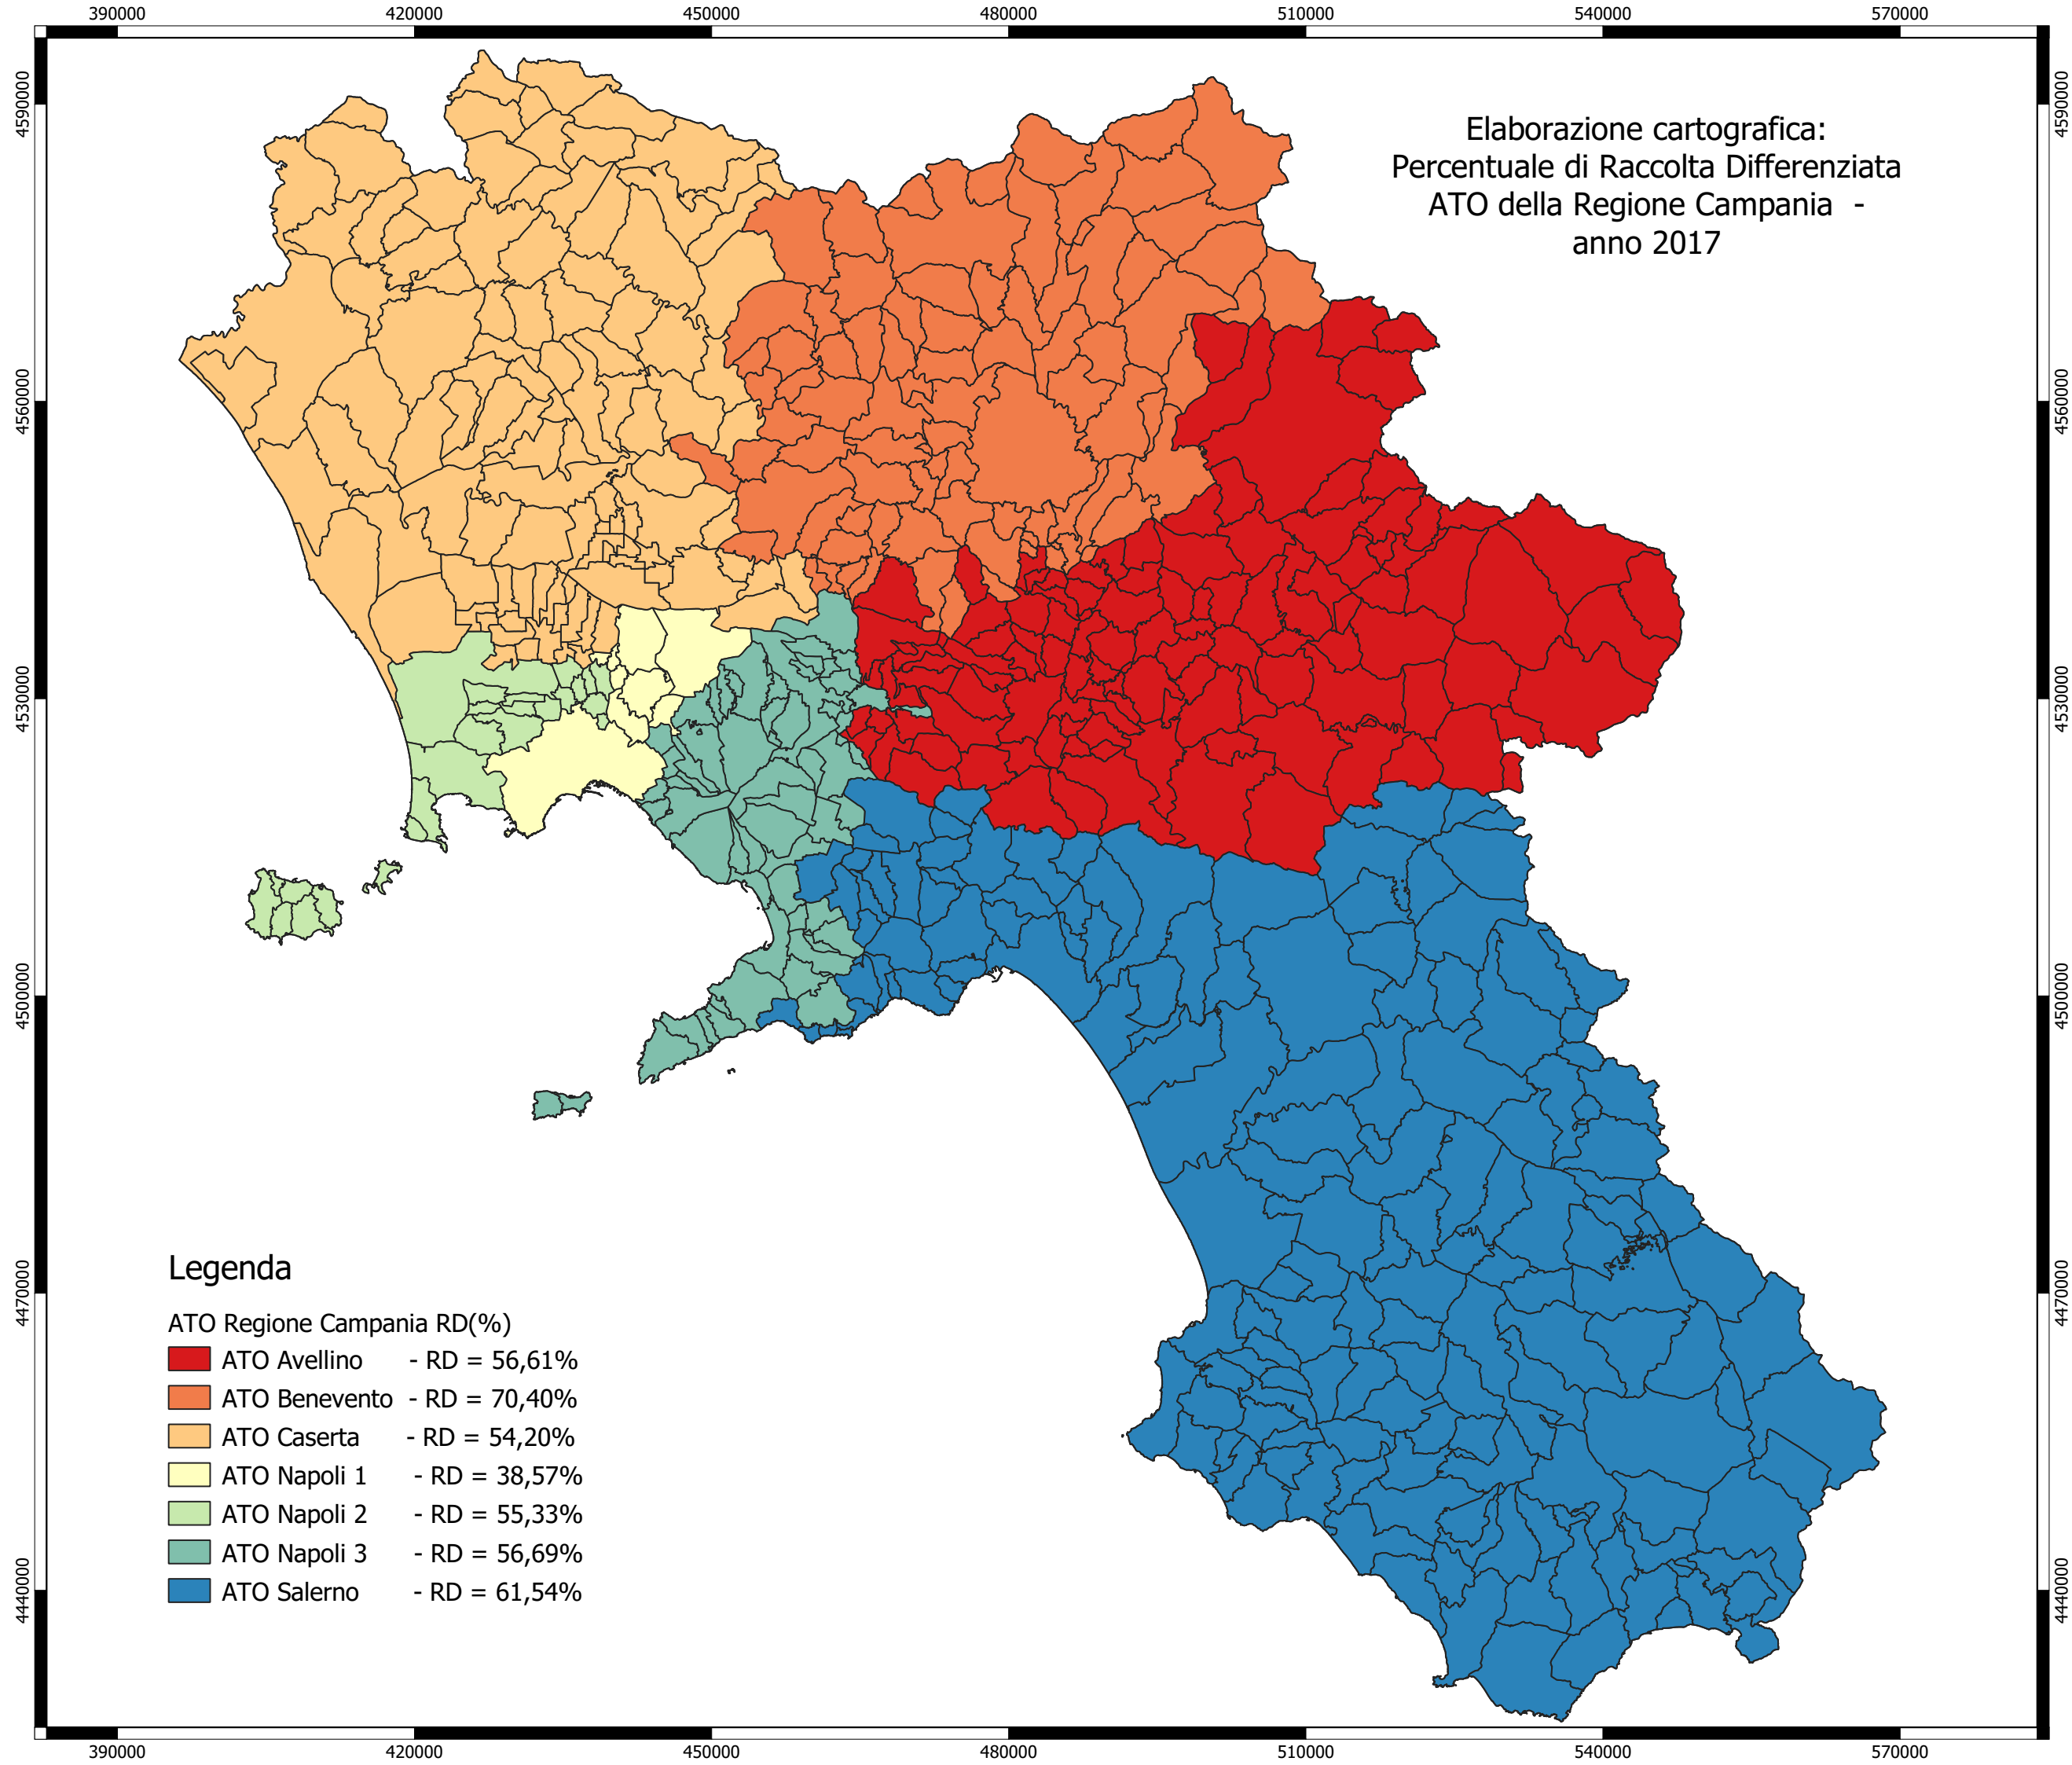 390000 420000 450000 480000 510000 540000 570000
4590000 4590000
Elaborazione cartografica:
Percentuale di Raccolta Differenziata
ATO della Regione Campania -
anno 2017
4560000 4560000
4530000 4530000
4500000 4500000
4470000 4470000
Legenda
ATO Regione Campania RD(%)
ATO Avellino - RD = 56,61%
ATO Benevento - RD = 70,40%
ATO Caserta - RD = 54,20%
ATO Napoli 1 - RD = 38,57%
ATO Napoli 2 - RD = 55,33%
ATO Napoli 3 - RD = 56,69%
ATO Salerno - RD = 61,54%
4440000 4440000
390000 420000 450000 480000 510000 540000 570000